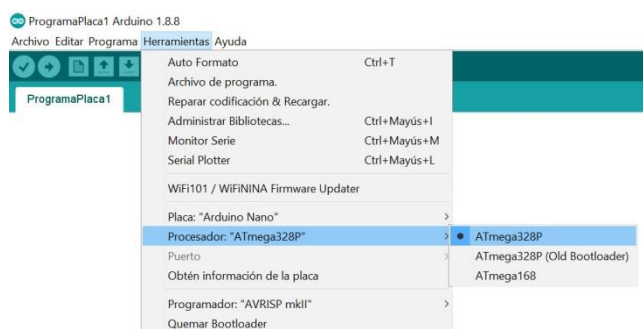 ProgramaPlaca1 Arduino 1.8.8
Archivo Editar Programa Herramientas Ayuda
ProgramaPlaca1
Auto Formato Ctrl+T
Archivo de programa.
Reparar codificación & Recargar.
Administrar Bibliotecas... Ctrl+Mayús+I
Monitor Serie Ctrl+Mayús+M
Serial Plotter Ctrl+Mayús+L
WiFi101 / WiFiNINA Firmware Updater
Placa: "Arduino Nano"
Procesador: "ATmega328P" ATmega328P
Puerto ATmega328P (Old Bootloader)
Obtén información de la placa ATmega168
Programador: "AVRISP mkII"
Quemar Bootloader